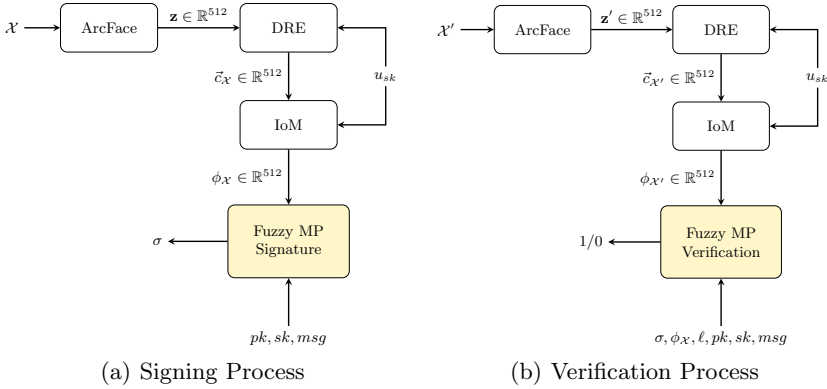 𝒳
ArcFace
𝐳 ∈ ℝ^512
DRE
c⃗_𝒳 ∈ ℝ^512
u_sk
IoM
ϕ_𝒳 ∈ ℝ^512
Fuzzy MP
Signature
σ
pk, sk, msg
(a) Signing Process
𝒳′
ArcFace
𝐳′ ∈ ℝ^512
DRE
c⃗_𝒳′ ∈ ℝ^512
u_sk
IoM
ϕ_𝒳′ ∈ ℝ^512
Fuzzy MP
Verification
1/0
σ, ϕ_𝒳, ℓ, pk, sk, msg
(b) Verification Process